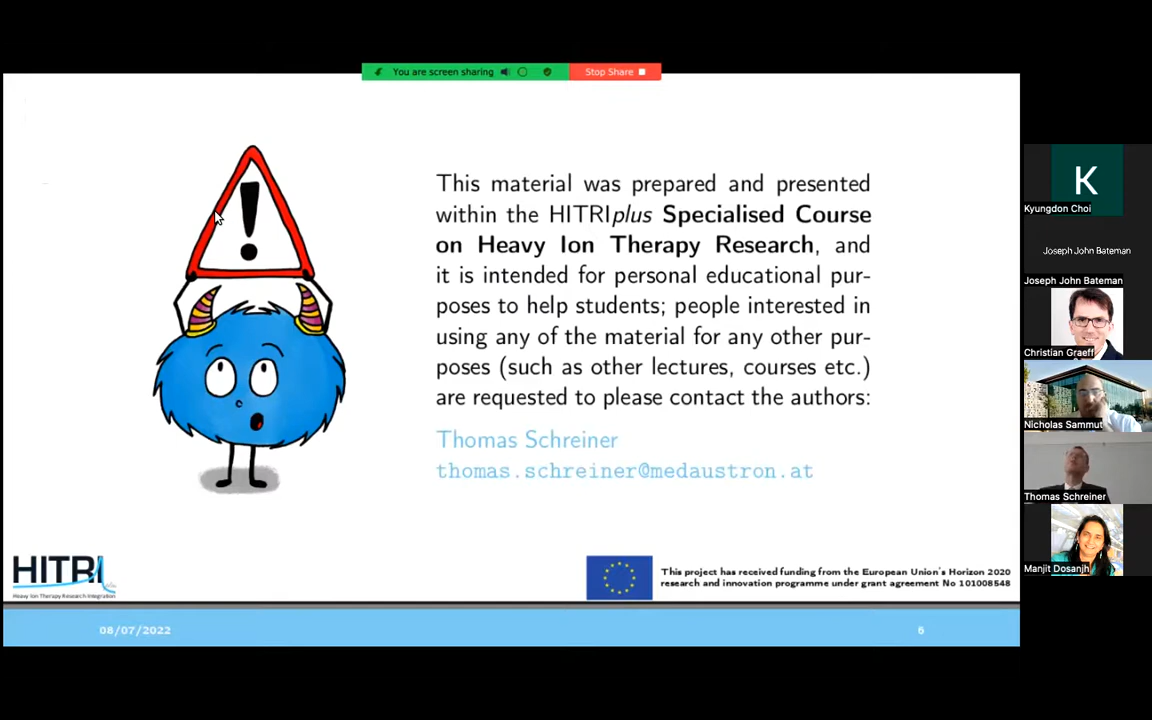 You are screen sharing
Stop Share
!
This material was prepared and presented
within the HITRIplus Specialised Course
on Heavy Ion Therapy Research, and
it is intended for personal educational pur-
poses to help students; people interested in
using any of the material for any other pur-
poses (such as other lectures, courses etc.)
are requested to please contact the authors:
Thomas Schreiner
thomas.schreiner@medaustron.at
HITRI
Heavy Ion Therapy Research Integration
This project has received funding from the European Union's Horizon 2020
research and innovation programme under grant agreement No 101008548
08/07/2022
6
K
Kyungdon Choi
Joseph John Bateman
Joseph John Bateman
Christian Graeff
Nicholas Sammut
Thomas Schreiner
Manjit Dosanjh